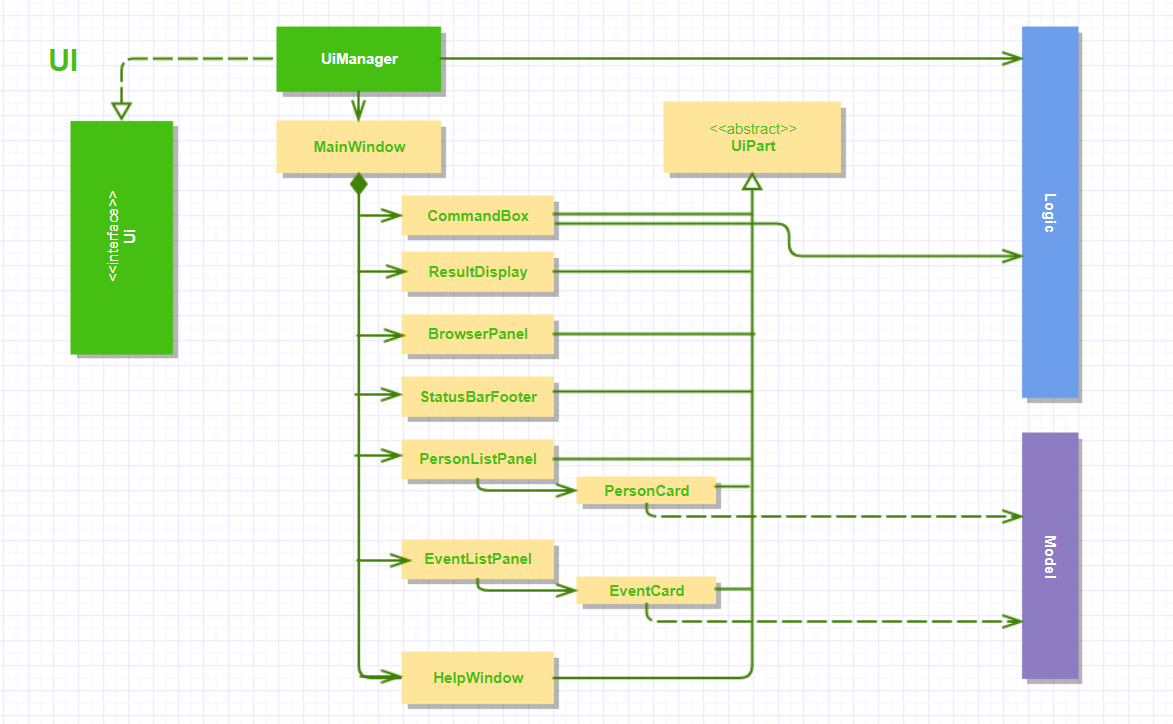 UI
UiManager
<<interface>>
Ui
MainWindow
<<abstract>>
UiPart
CommandBox
ResultDisplay
BrowserPanel
StatusBarFooter
PersonListPanel
PersonCard
EventListPanel
EventCard
HelpWindow
Logic
Model